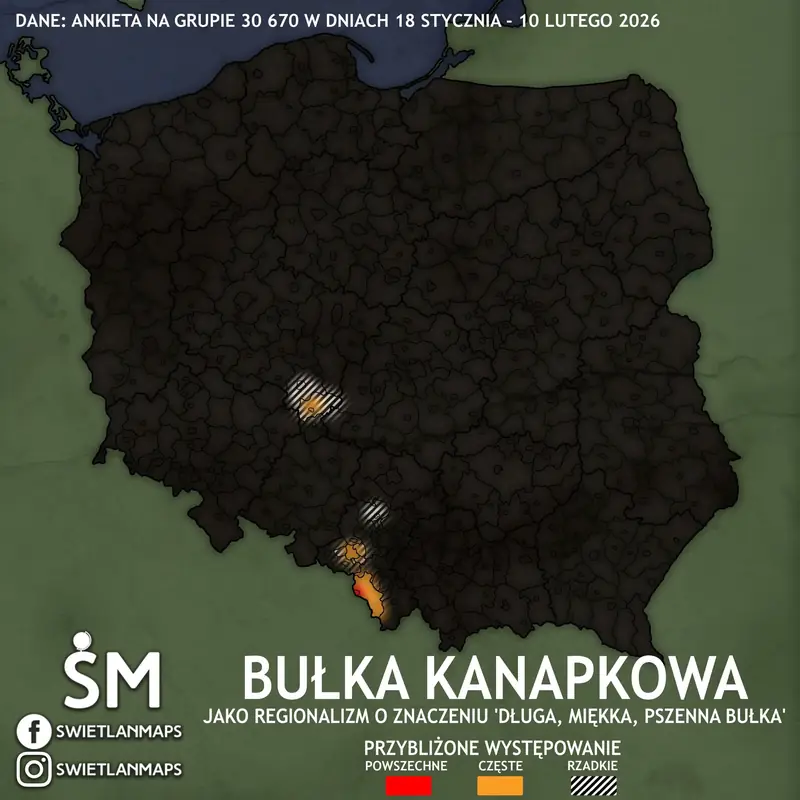 DANE: ANKIETA NA GRUPIE 30 670 W DNIACH 18 STYCZNIA - 10 LUTEGO 2026
ŚM
SWIETLANMAPS
SWIETLANMAPS
BUŁKA KANAPKOWA
JAKO REGIONALIZM O ZNACZENIU 'DŁUGA, MIĘKKA, PSZENNA BUŁKA'
PRZYBLIŻONE WYSTĘPOWANIE
POWSZECHNE CZĘSTE RZADKIE